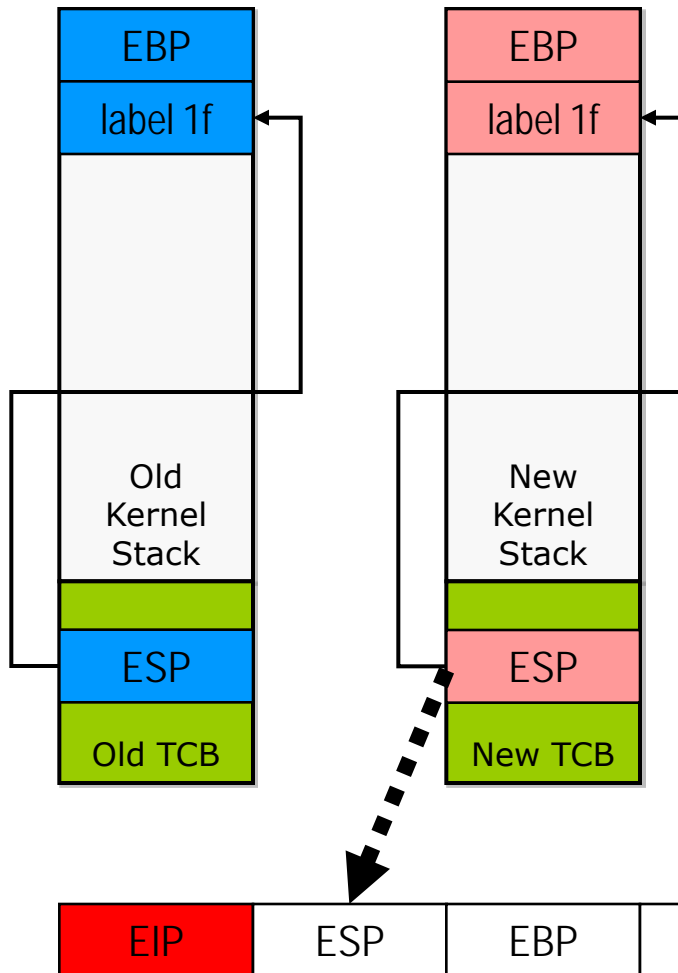 EBP
label 1f
Old
Kernel
Stack
ESP
Old TCB
EBP
label 1f
New
Kernel
Stack
ESP
New TCB
EIP
ESP
EBP